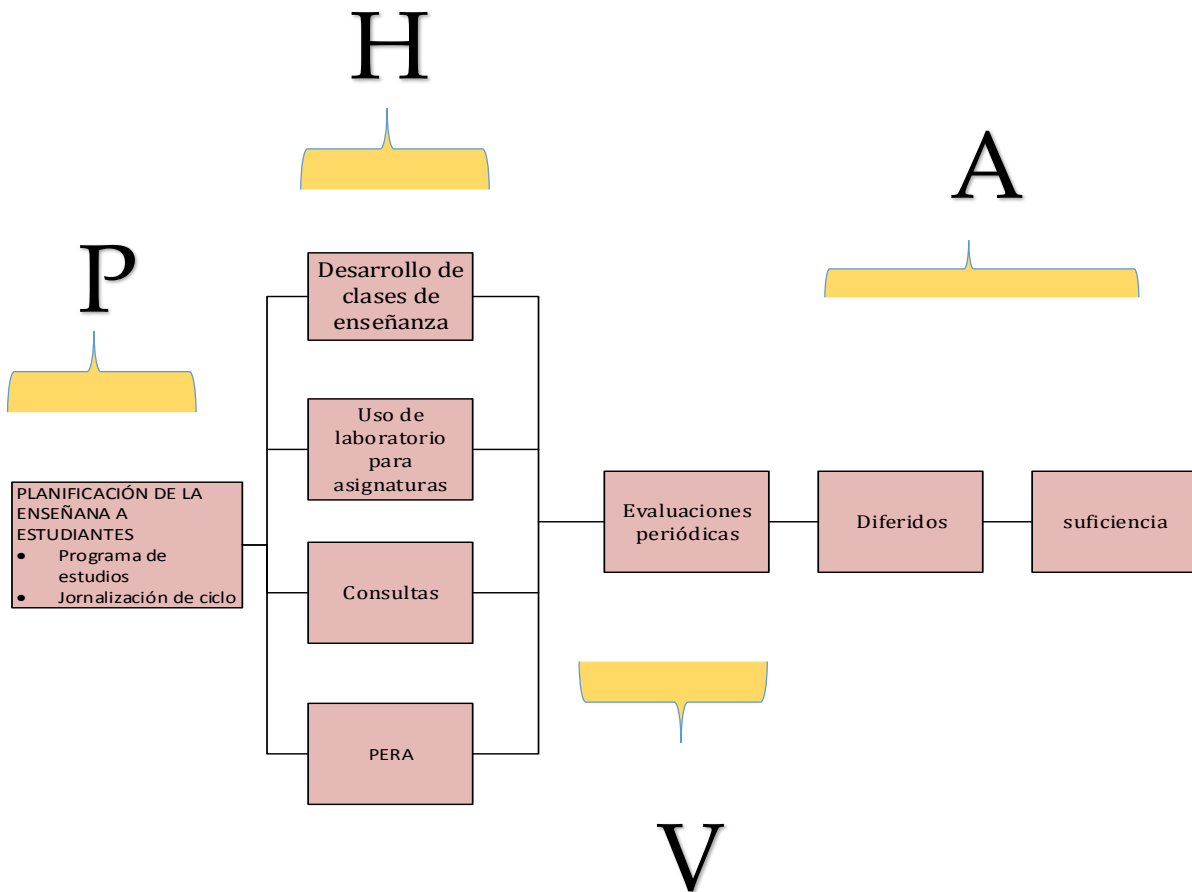 H
A
P
Desarrollo de
clases de
enseñanza
Uso de
laboratorio
para
asignaturas
PLANIFICACIÓN DE LA
ENSEÑANA A
ESTUDIANTES
• Programa de
estudios
• Jornalización de ciclo
Consultas
PERA
Evaluaciones
periódicas
Diferidos
suficiencia
V